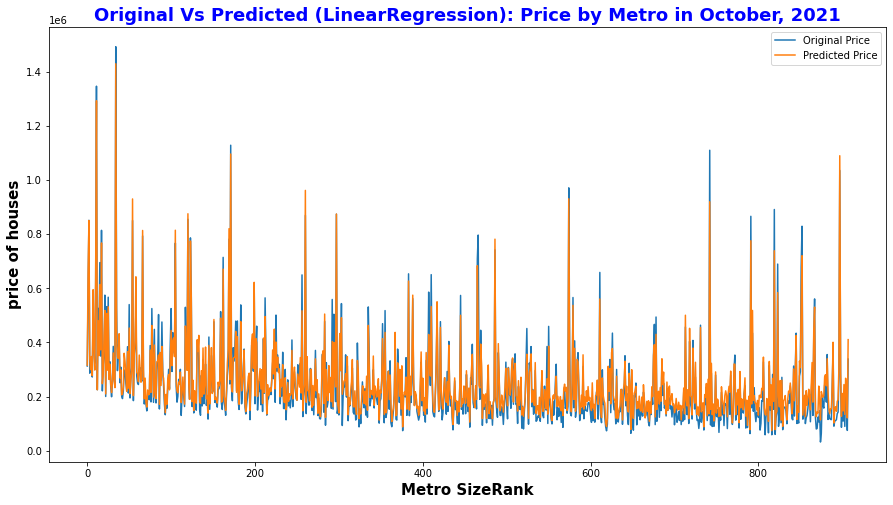 Original Vs Predicted (LinearRegression): Price by Metro in October, 2021
1e6
Original Price
Predicted Price
1.4
1.2
1.0
0.8
0.6
0.4
0.2
0.0
price of houses
0 200 400 600 800
Metro SizeRank